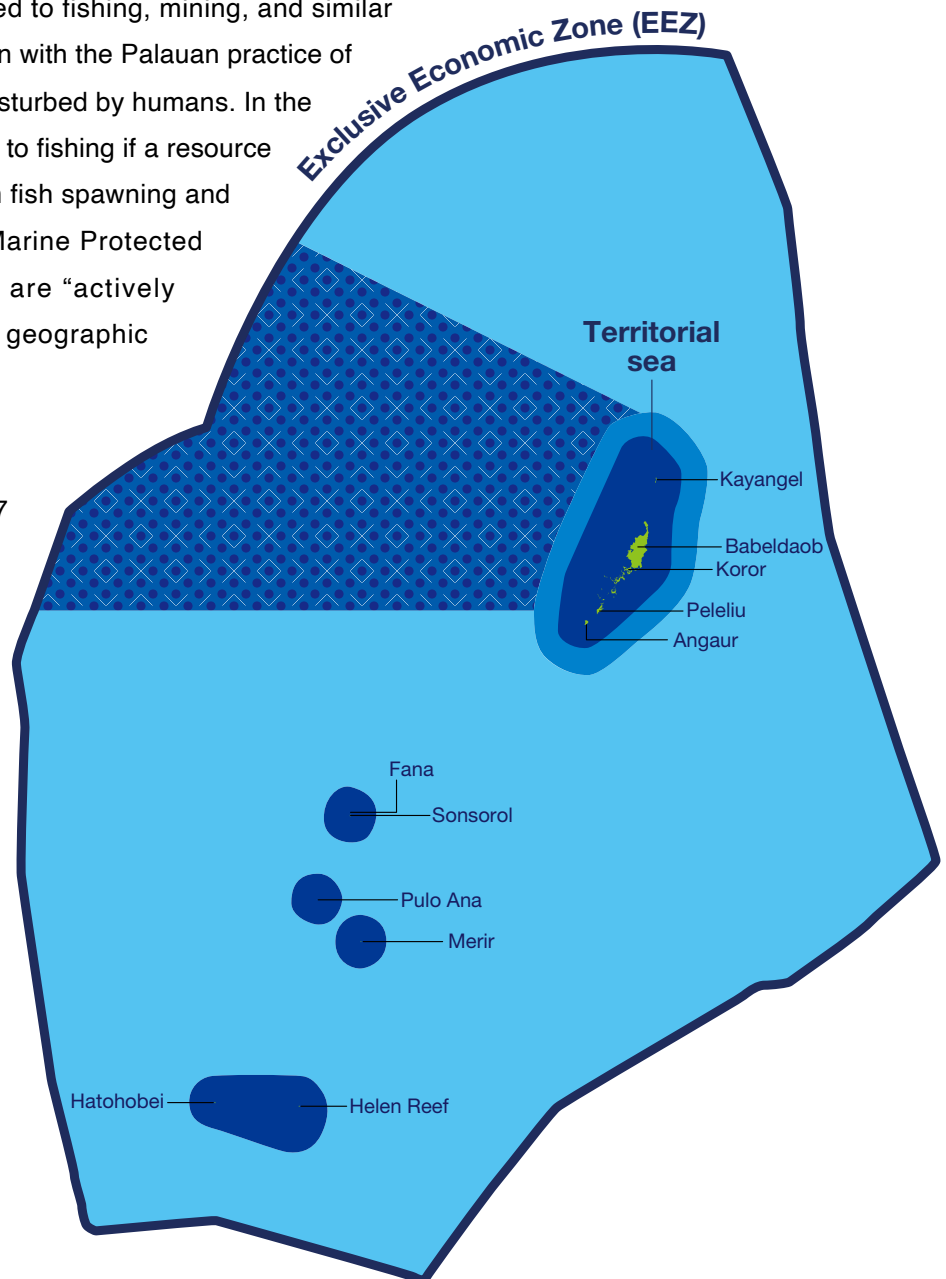 ed to fishing, mining, and similar
n with the Palauan practice of
sturbed by humans. In the
to fishing if a resource
n fish spawning and
Marine Protected
are “actively
geographic
7
Exclusive Economic Zone (EEZ)
Territorial
sea
Kayangel
Babeldaob
Koror
Peleliu
Angaur
Fana
Sonsorol
Pulo Ana
Merir
Hatohobei
Helen Reef